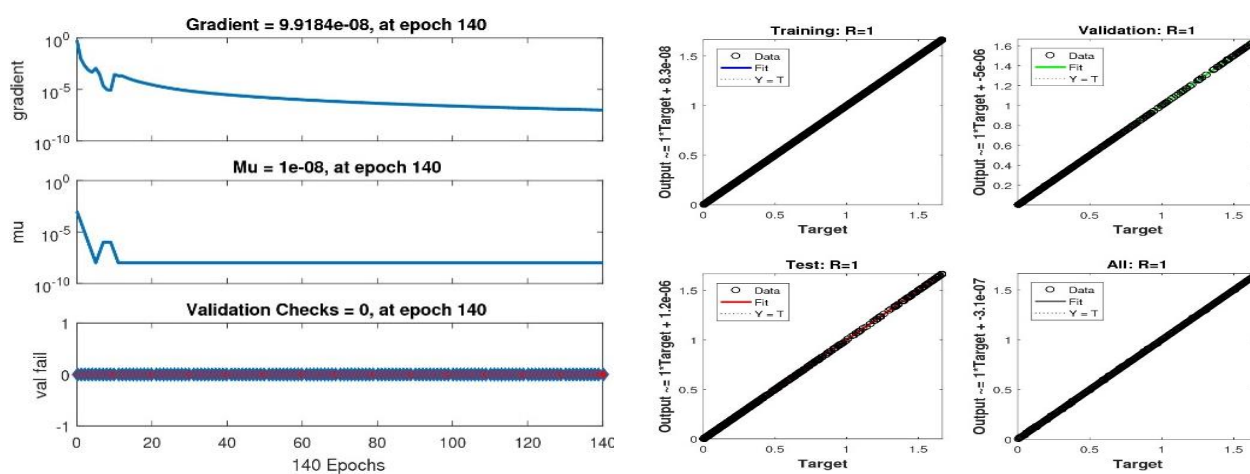 Gradient = 9.9184e-08, at epoch 140
10^0
10^-5
10^-10
gradient
Mu = 1e-08, at epoch 140
10^0
10^-5
10^-10
mu
Validation Checks = 0, at epoch 140
1
0
-1
val fail
0 20 40 60 80 100 120 140
140 Epochs
Training: R=1
Output ~= 1*Target + 8.3e-08
Data
Fit
Y = T
1.5
1
0.5
0
0 0.5 1 1.5
Target
Validation: R=1
Output ~= 1*Target + -5e-06
Data
Fit
Y = T
1.6
1.4
1.2
1
0.8
0.6
0.4
0.2
0.5 1 1.5
Target
Test: R=1
Output ~= 1*Target + 1.2e-06
Data
Fit
Y = T
1.5
1
0.5
0
0 0.5 1 1.5
Target
All: R=1
Output ~= 1*Target + -3.1e-07
Data
Fit
Y = T
1.5
1
0.5
0
0 0.5 1 1.5
Target